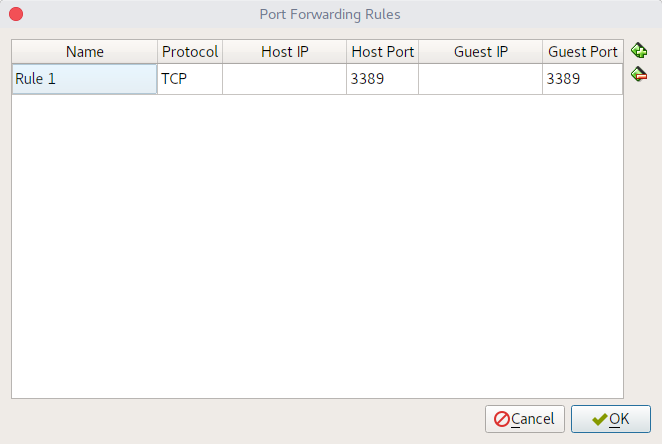 Port Forwarding Rules
Name Protocol Host IP Host Port Guest IP Guest Port
Rule 1 TCP 3389 3389
Cancel OK